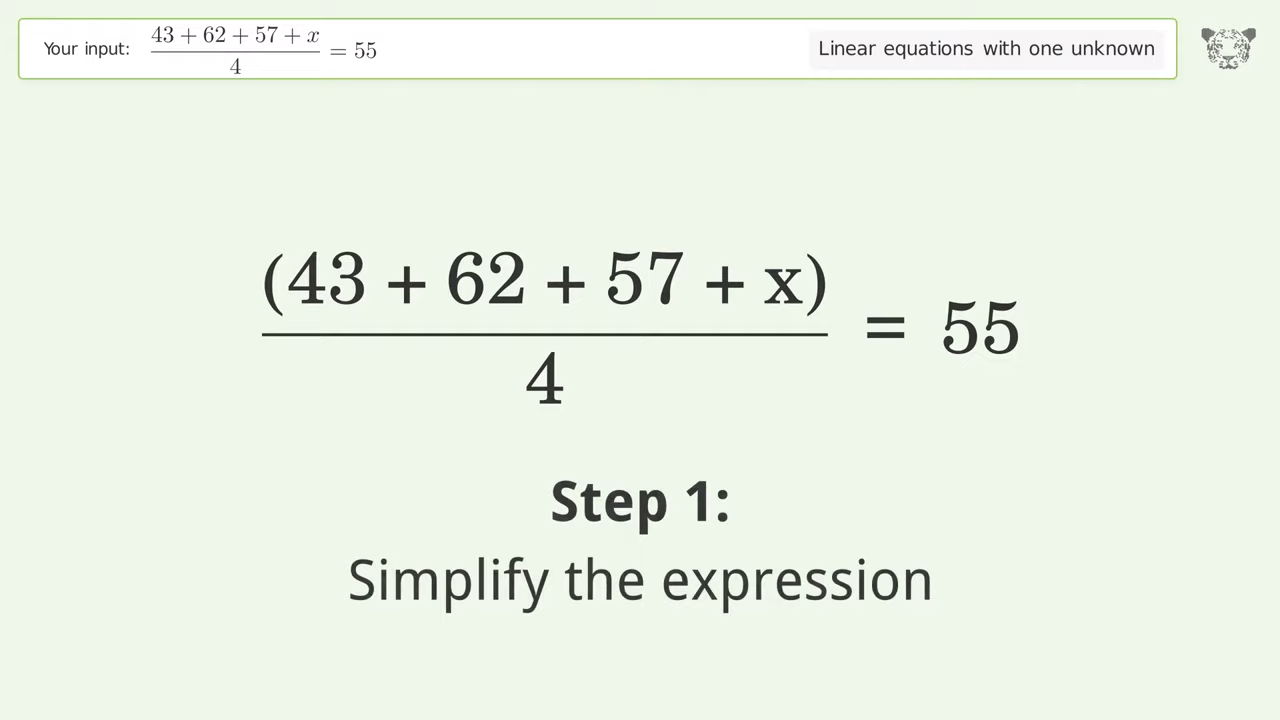 Your input: (43 + 62 + 57 + x)/4 = 55
Linear equations with one unknown
(43 + 62 + 57 + x)
4
= 55
Step 1:
Simplify the expression